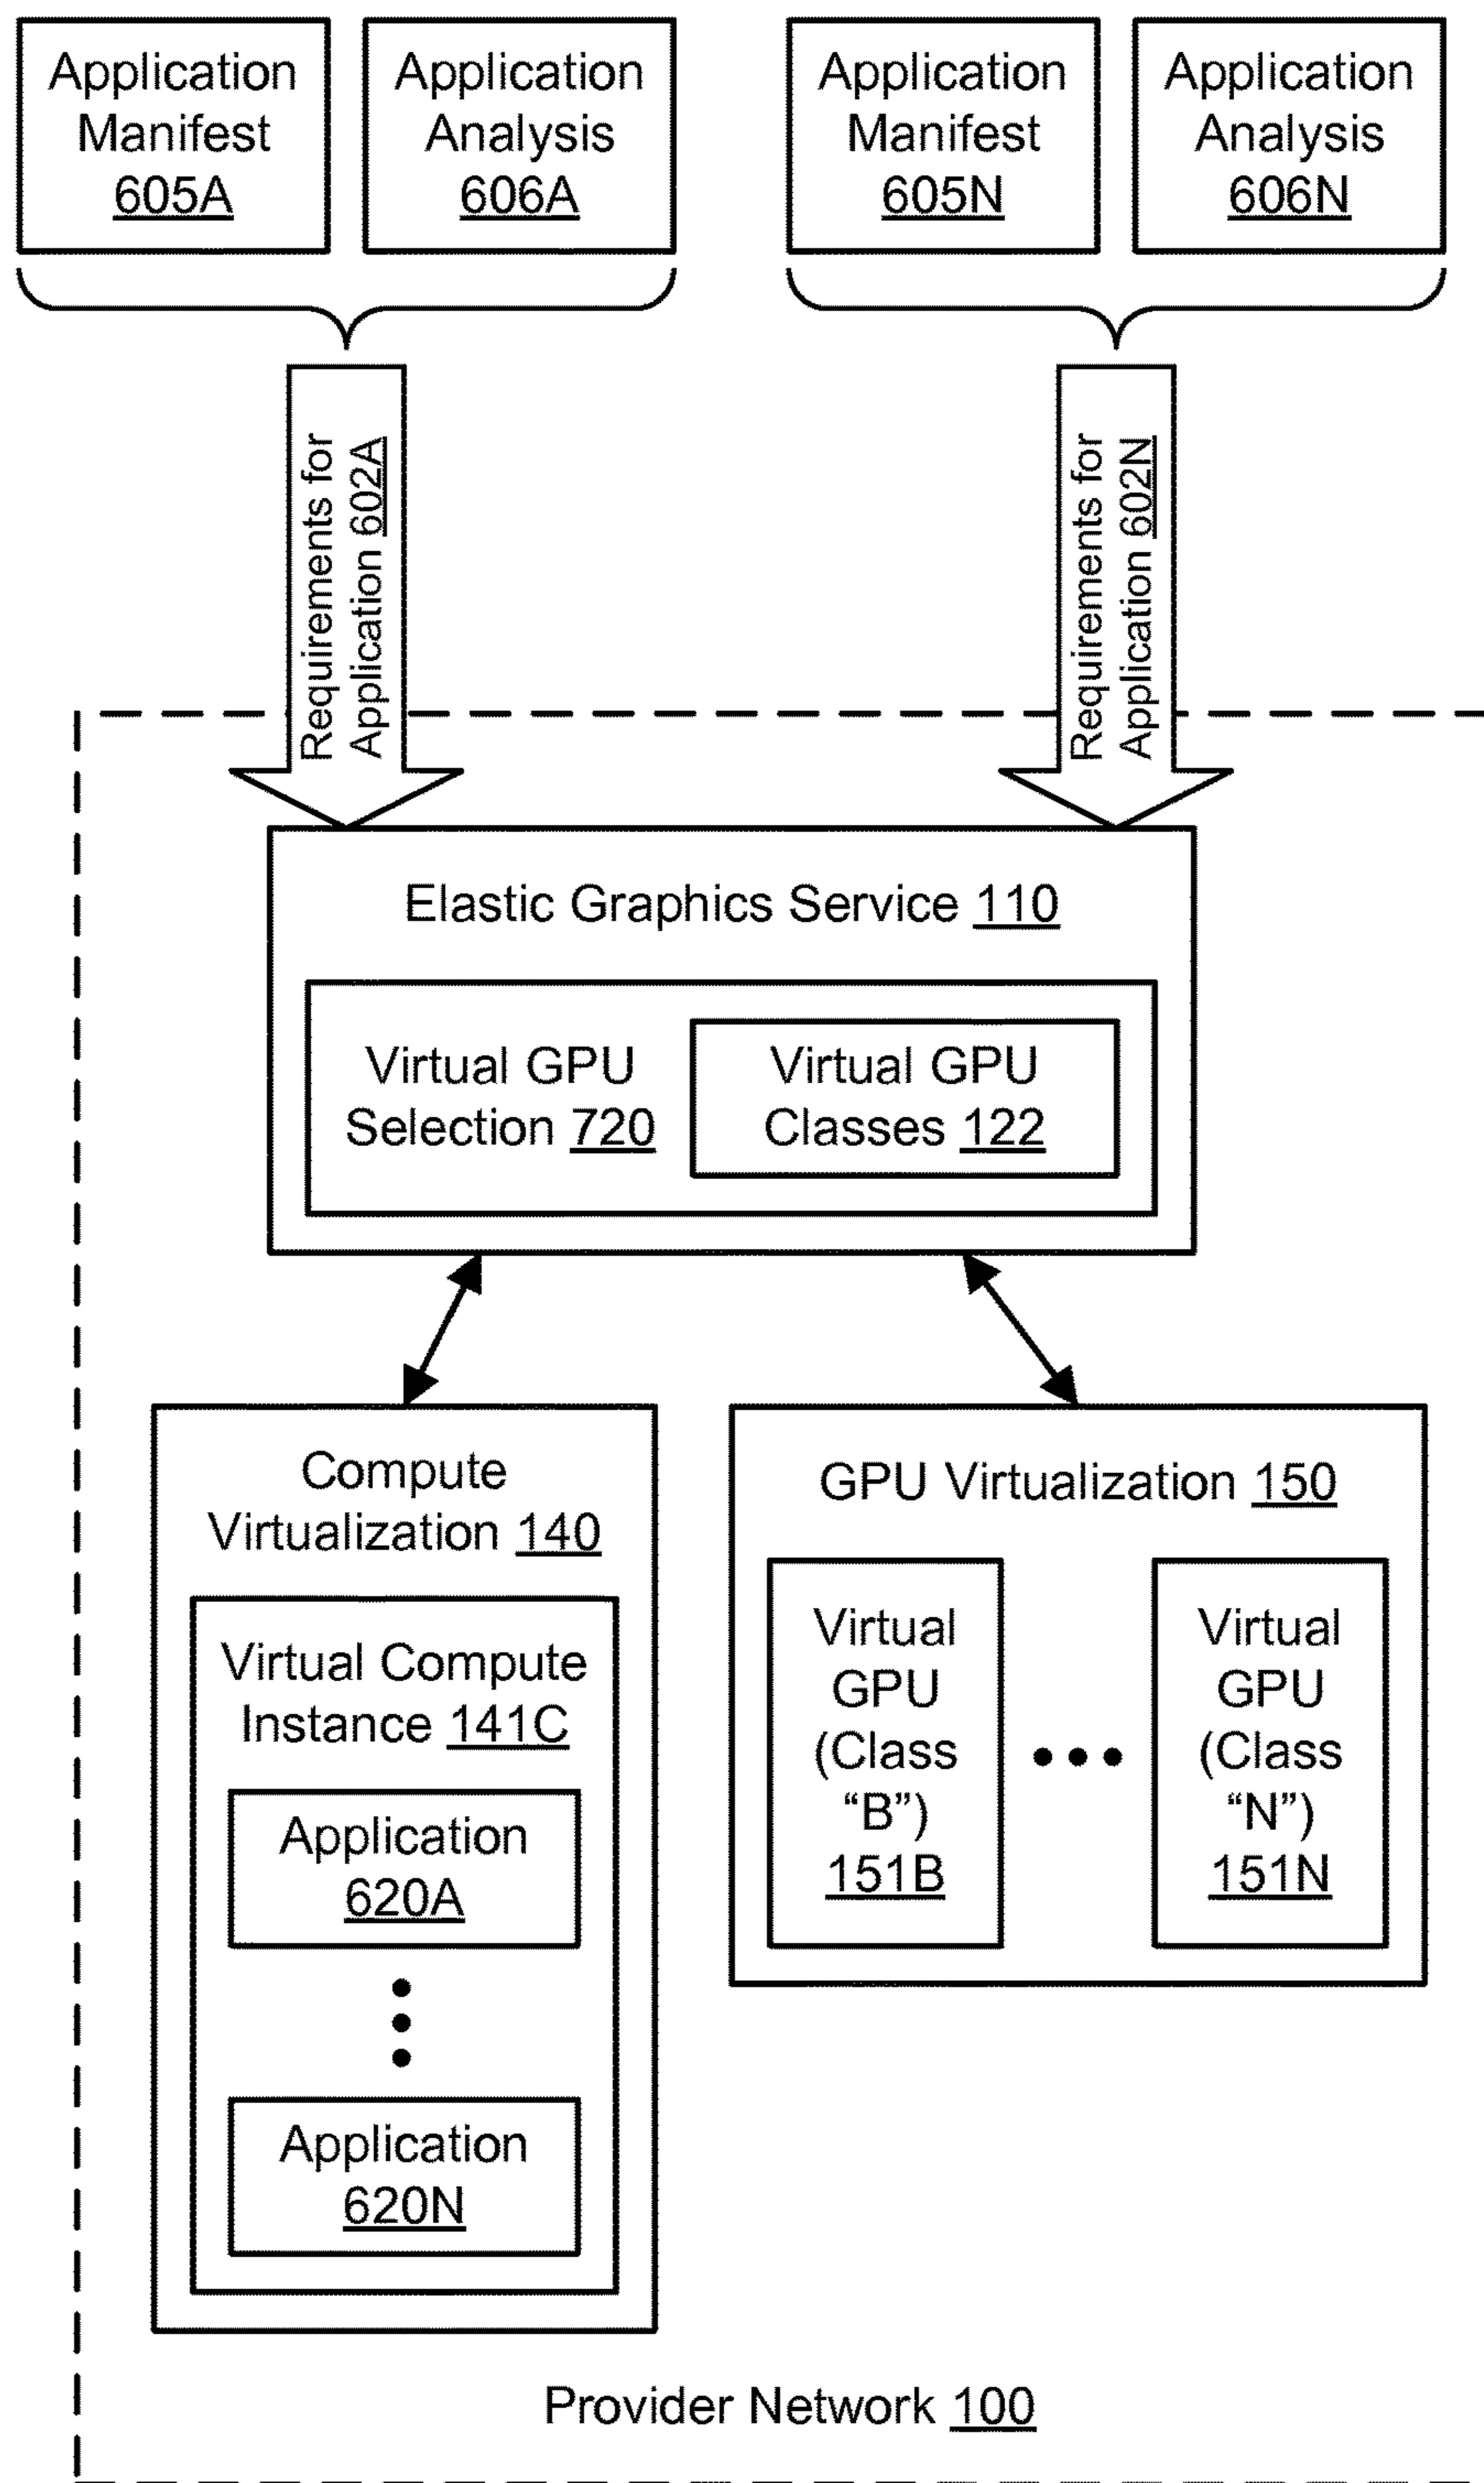 Application
Manifest
605A
Application
Analysis
606A
Application
Manifest
605N
Application
Analysis
606N
Requirements for
Application 602A
Requirements for
Application 602N
Elastic Graphics Service 110
Virtual GPU
Selection 720
Virtual GPU
Classes 122
Compute
Virtualization 140
Virtual Compute
Instance 141C
Application
620A
Application
620N
GPU Virtualization 150
Virtual
GPU
(Class
“B”)
151B
Virtual
GPU
(Class
“N”)
151N
Provider Network 100